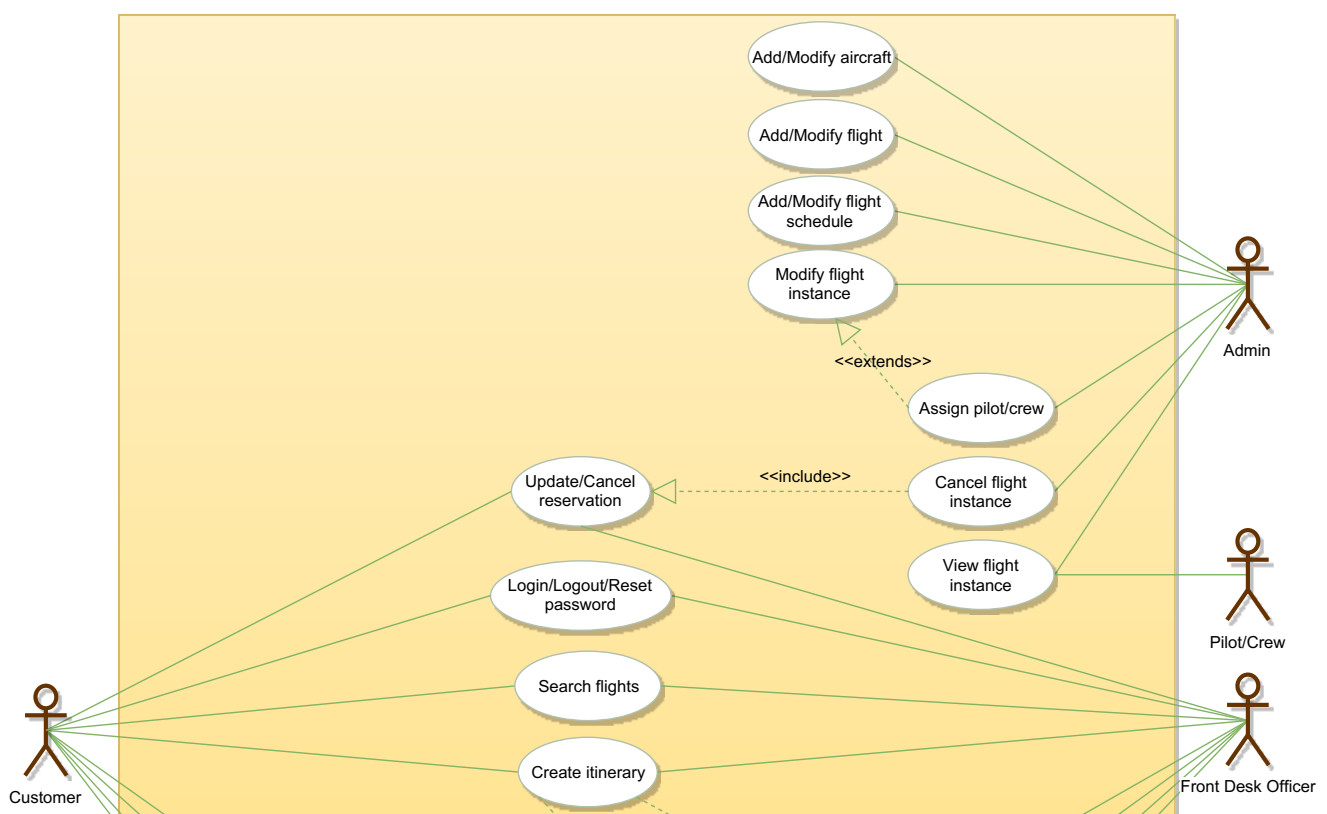 Add/Modify aircraft
Add/Modify flight
Add/Modify flight
schedule
Modify flight
instance
Admin
<<extends>>
Assign pilot/crew
Update/Cancel
reservation
<<include>>
Cancel flight
instance
View flight
instance
Login/Logout/Reset
password
Pilot/Crew
Search flights
Create itinerary
Front Desk Officer
Customer